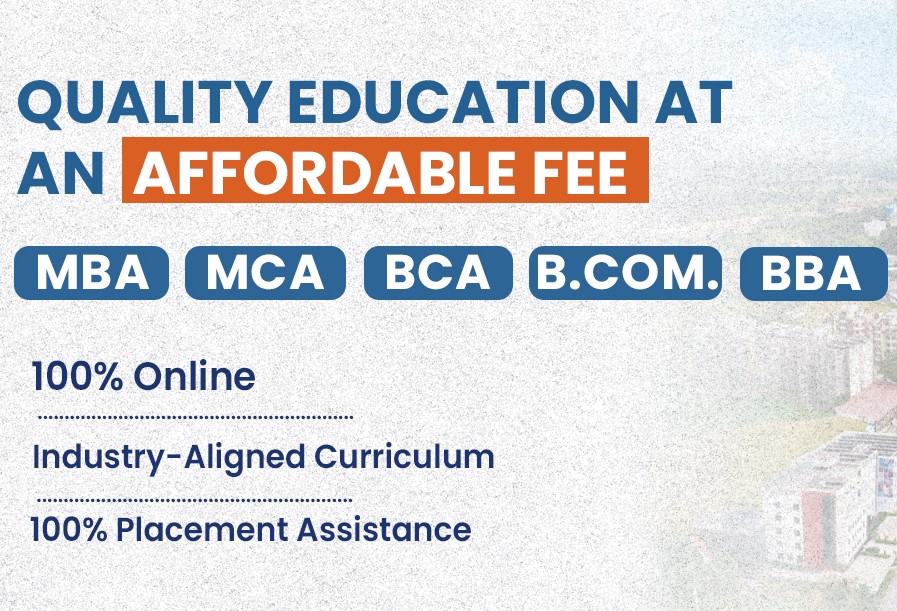 QUALITY EDUCATION AT
AN AFFORDABLE FEE
MBA MCA BCA B.COM. BBA
100% Online
Industry-Aligned Curriculum
100% Placement Assistance